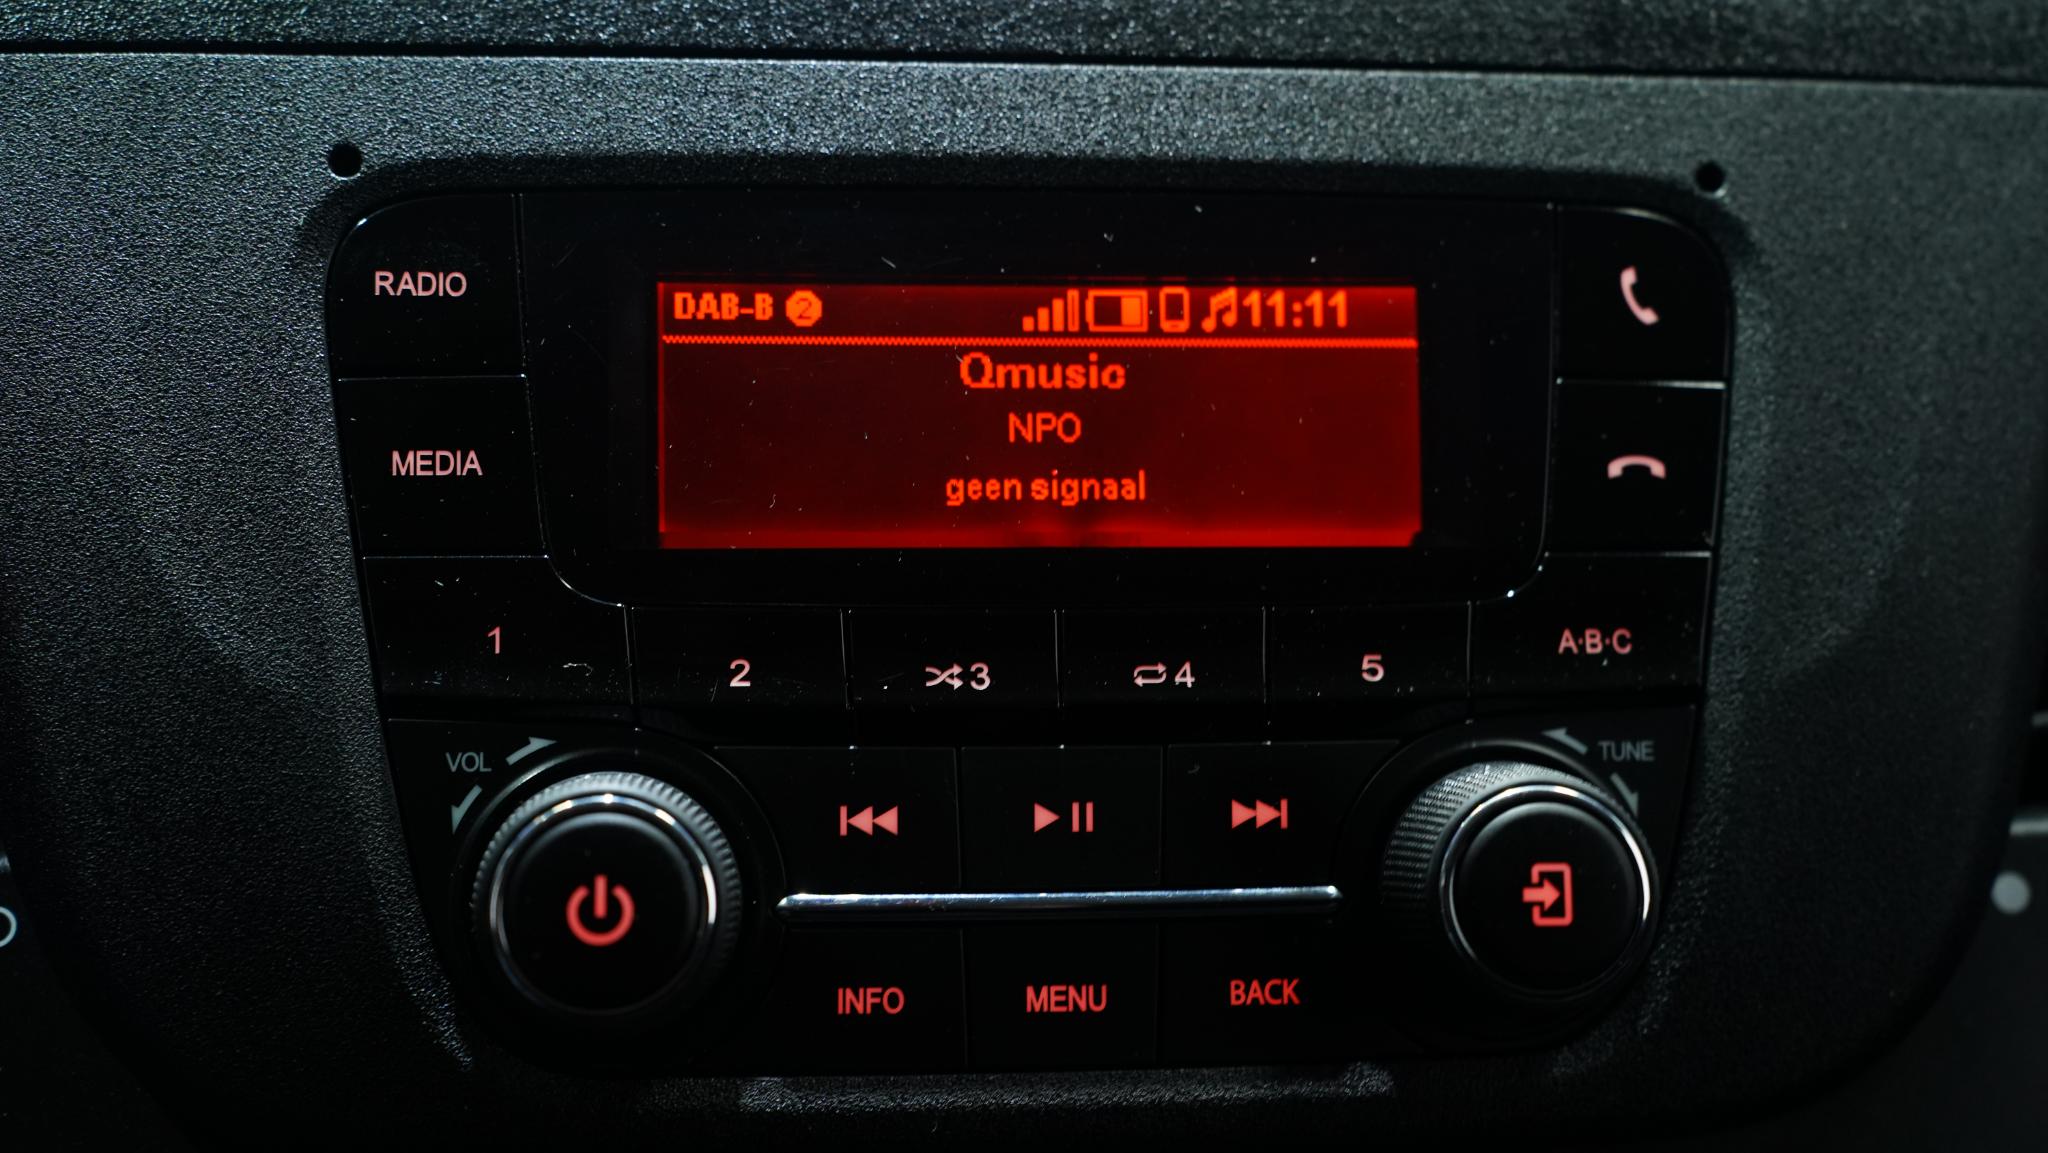 RADIO
MEDIA
DAB-B 2 11:11
Qmusic
NPO
geen signaal
1
2
3
4
5
A·B·C
VOL
TUNE
INFO
MENU
BACK